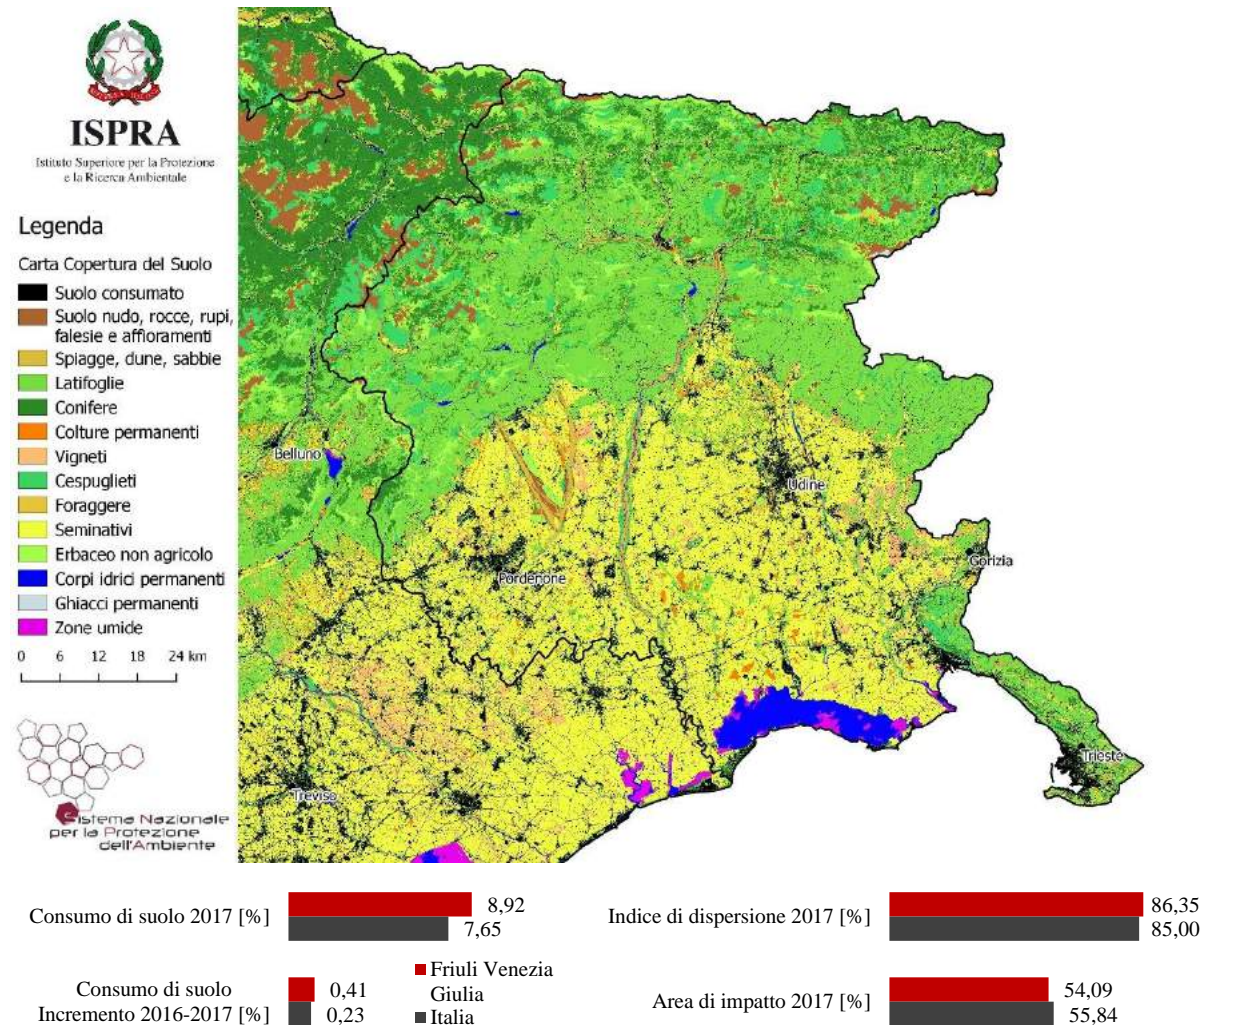 ISPRA
Istituto Superiore per la Protezione
e la Ricerca Ambientale
Legenda
Carta Copertura del Suolo
Suolo consumato
Suolo nudo, rocce, rupi,
falesie e affioramenti
Spiagge, dune, sabbie
Latifoglie
Conifere
Colture permanenti
Vigneti
Cespuglieti
Foraggere
Seminativi
Erbaceo non agricolo
Corpi idrici permanenti
Ghiacci permanenti
Zone umide
0 6 12 18 24 km
Sistema Nazionale
per la Protezione
dell'Ambiente
Belluno
Udine
Pordenone
Gorizia
Trieste
Treviso
Consumo di suolo 2017 [%]
8,92
7,65
Indice di dispersione 2017 [%]
86,35
85,00
Consumo di suolo
Incremento 2016-2017 [%]
0,41
0,23
Friuli Venezia
Giulia
Italia
Area di impatto 2017 [%]
54,09
55,84